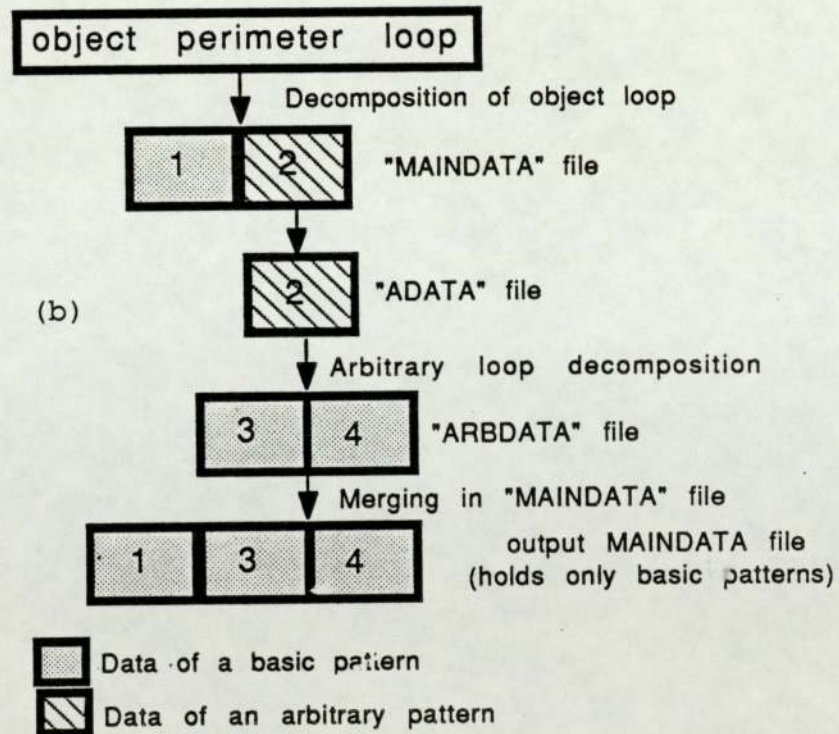 object perimeter loop
Decomposition of object loop
1 2 "MAINDATA" file
2 "ADATA" file
(b)
Arbitrary loop decomposition
3 4 "ARBDATA" file
Merging in "MAINDATA" file
1 3 4 output MAINDATA file
(holds only basic patterns)
Data of a basic pattern
Data of an arbitrary pattern